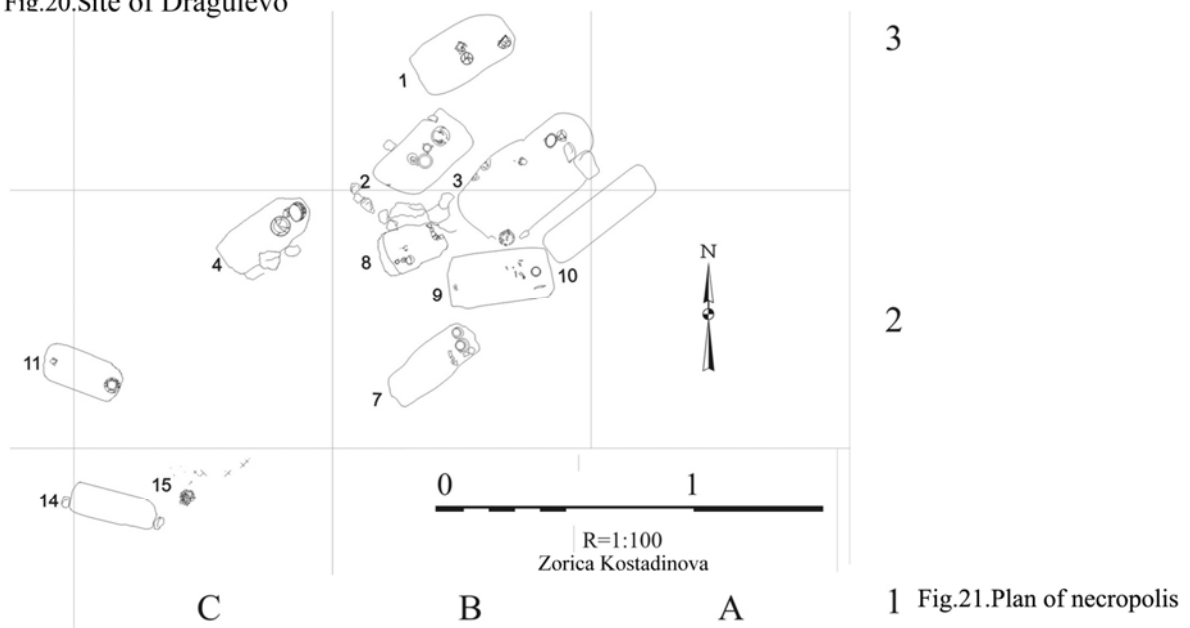 Fig.20.Site of Dragulevo
3
1
2
3
4
8
10
9
N
2
11
7
14
15
0 1
R=1:100
Zorica Kostadinova
C B A
1 Fig.21.Plan of necropolis